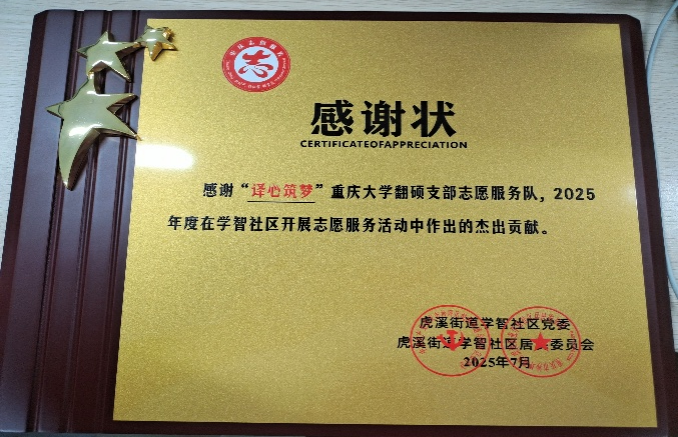 志
感谢状
CERTIFICATEOFAPPRECIATION
感谢“译心筑梦”重庆大学翻硕支部志愿服务队，2025
年度在学智社区开展志愿服务活动中作出的杰出贡献。
虎溪街道学智社区党委
虎溪街道学智社区居民委员会
2025年7月